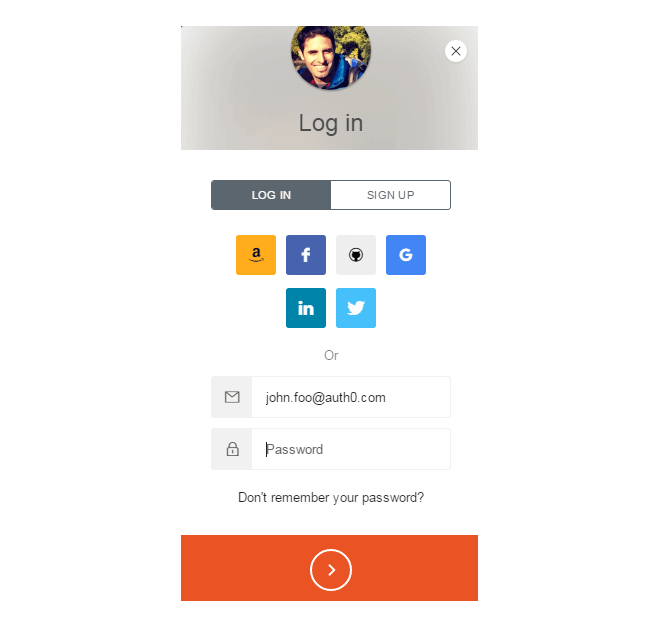 Log in
LOG IN SIGN UP
a
f
G
in
Or
john.foo@auth0.com
Password
Don't remember your password?